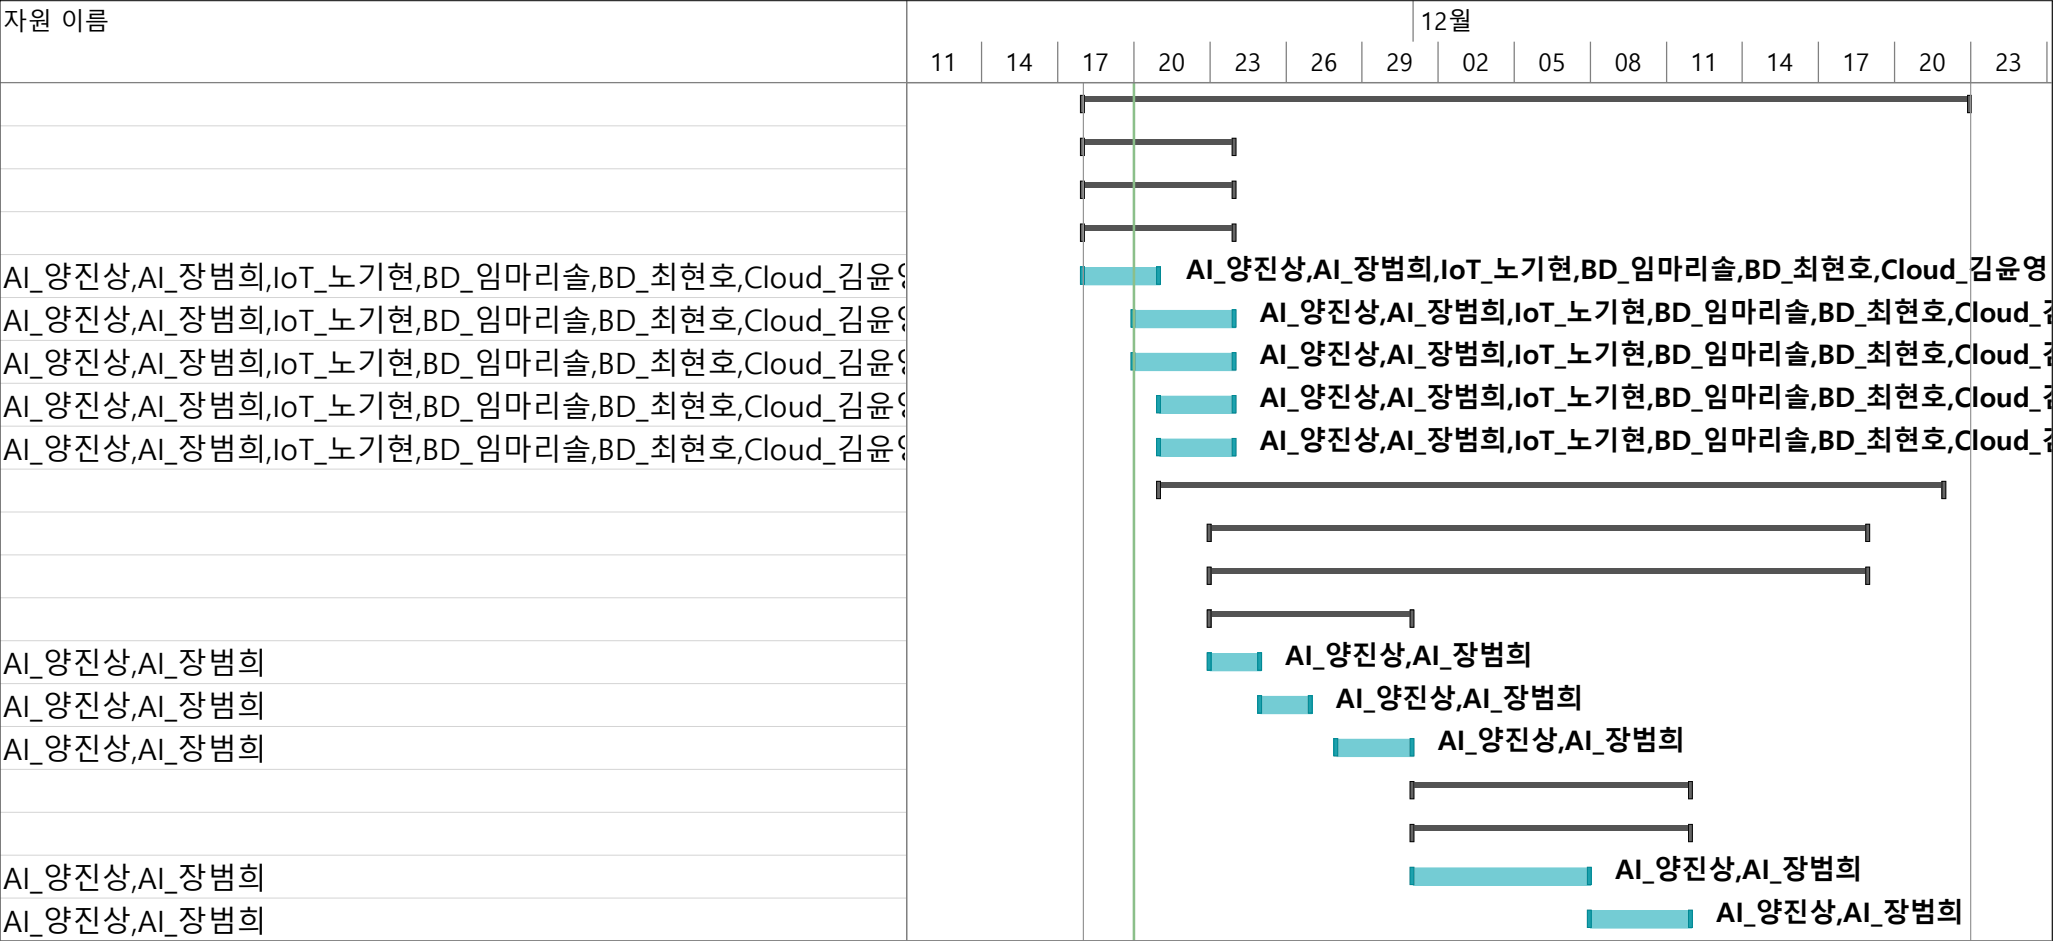 자원 이름
12월
11 14 17 20 23 26 29 02 05 08 11 14 17 20 23
AI_양진상,AI_장범희,IoT_노기현,BD_임마리솔,BD_최현호,Cloud_김윤 AI_양진상,AI_장범희,IoT_노기현,BD_임마리솔,BD_최현호,Cloud_김윤영
AI_양진상,AI_장범희,IoT_노기현,BD_임마리솔,BD_최현호,Cloud_김윤 AI_양진상,AI_장범희,IoT_노기현,BD_임마리솔,BD_최현호,Cloud_
AI_양진상,AI_장범희,IoT_노기현,BD_임마리솔,BD_최현호,Cloud_김윤 AI_양진상,AI_장범희,IoT_노기현,BD_임마리솔,BD_최현호,Cloud_
AI_양진상,AI_장범희,IoT_노기현,BD_임마리솔,BD_최현호,Cloud_김윤 AI_양진상,AI_장범희,IoT_노기현,BD_임마리솔,BD_최현호,Cloud_
AI_양진상,AI_장범희,IoT_노기현,BD_임마리솔,BD_최현호,Cloud_김윤 AI_양진상,AI_장범희,IoT_노기현,BD_임마리솔,BD_최현호,Cloud_
AI_양진상,AI_장범희 AI_양진상,AI_장범희
AI_양진상,AI_장범희 AI_양진상,AI_장범희
AI_양진상,AI_장범희 AI_양진상,AI_장범희
AI_양진상,AI_장범희 AI_양진상,AI_장범희
AI_양진상,AI_장범희 AI_양진상,AI_장범희